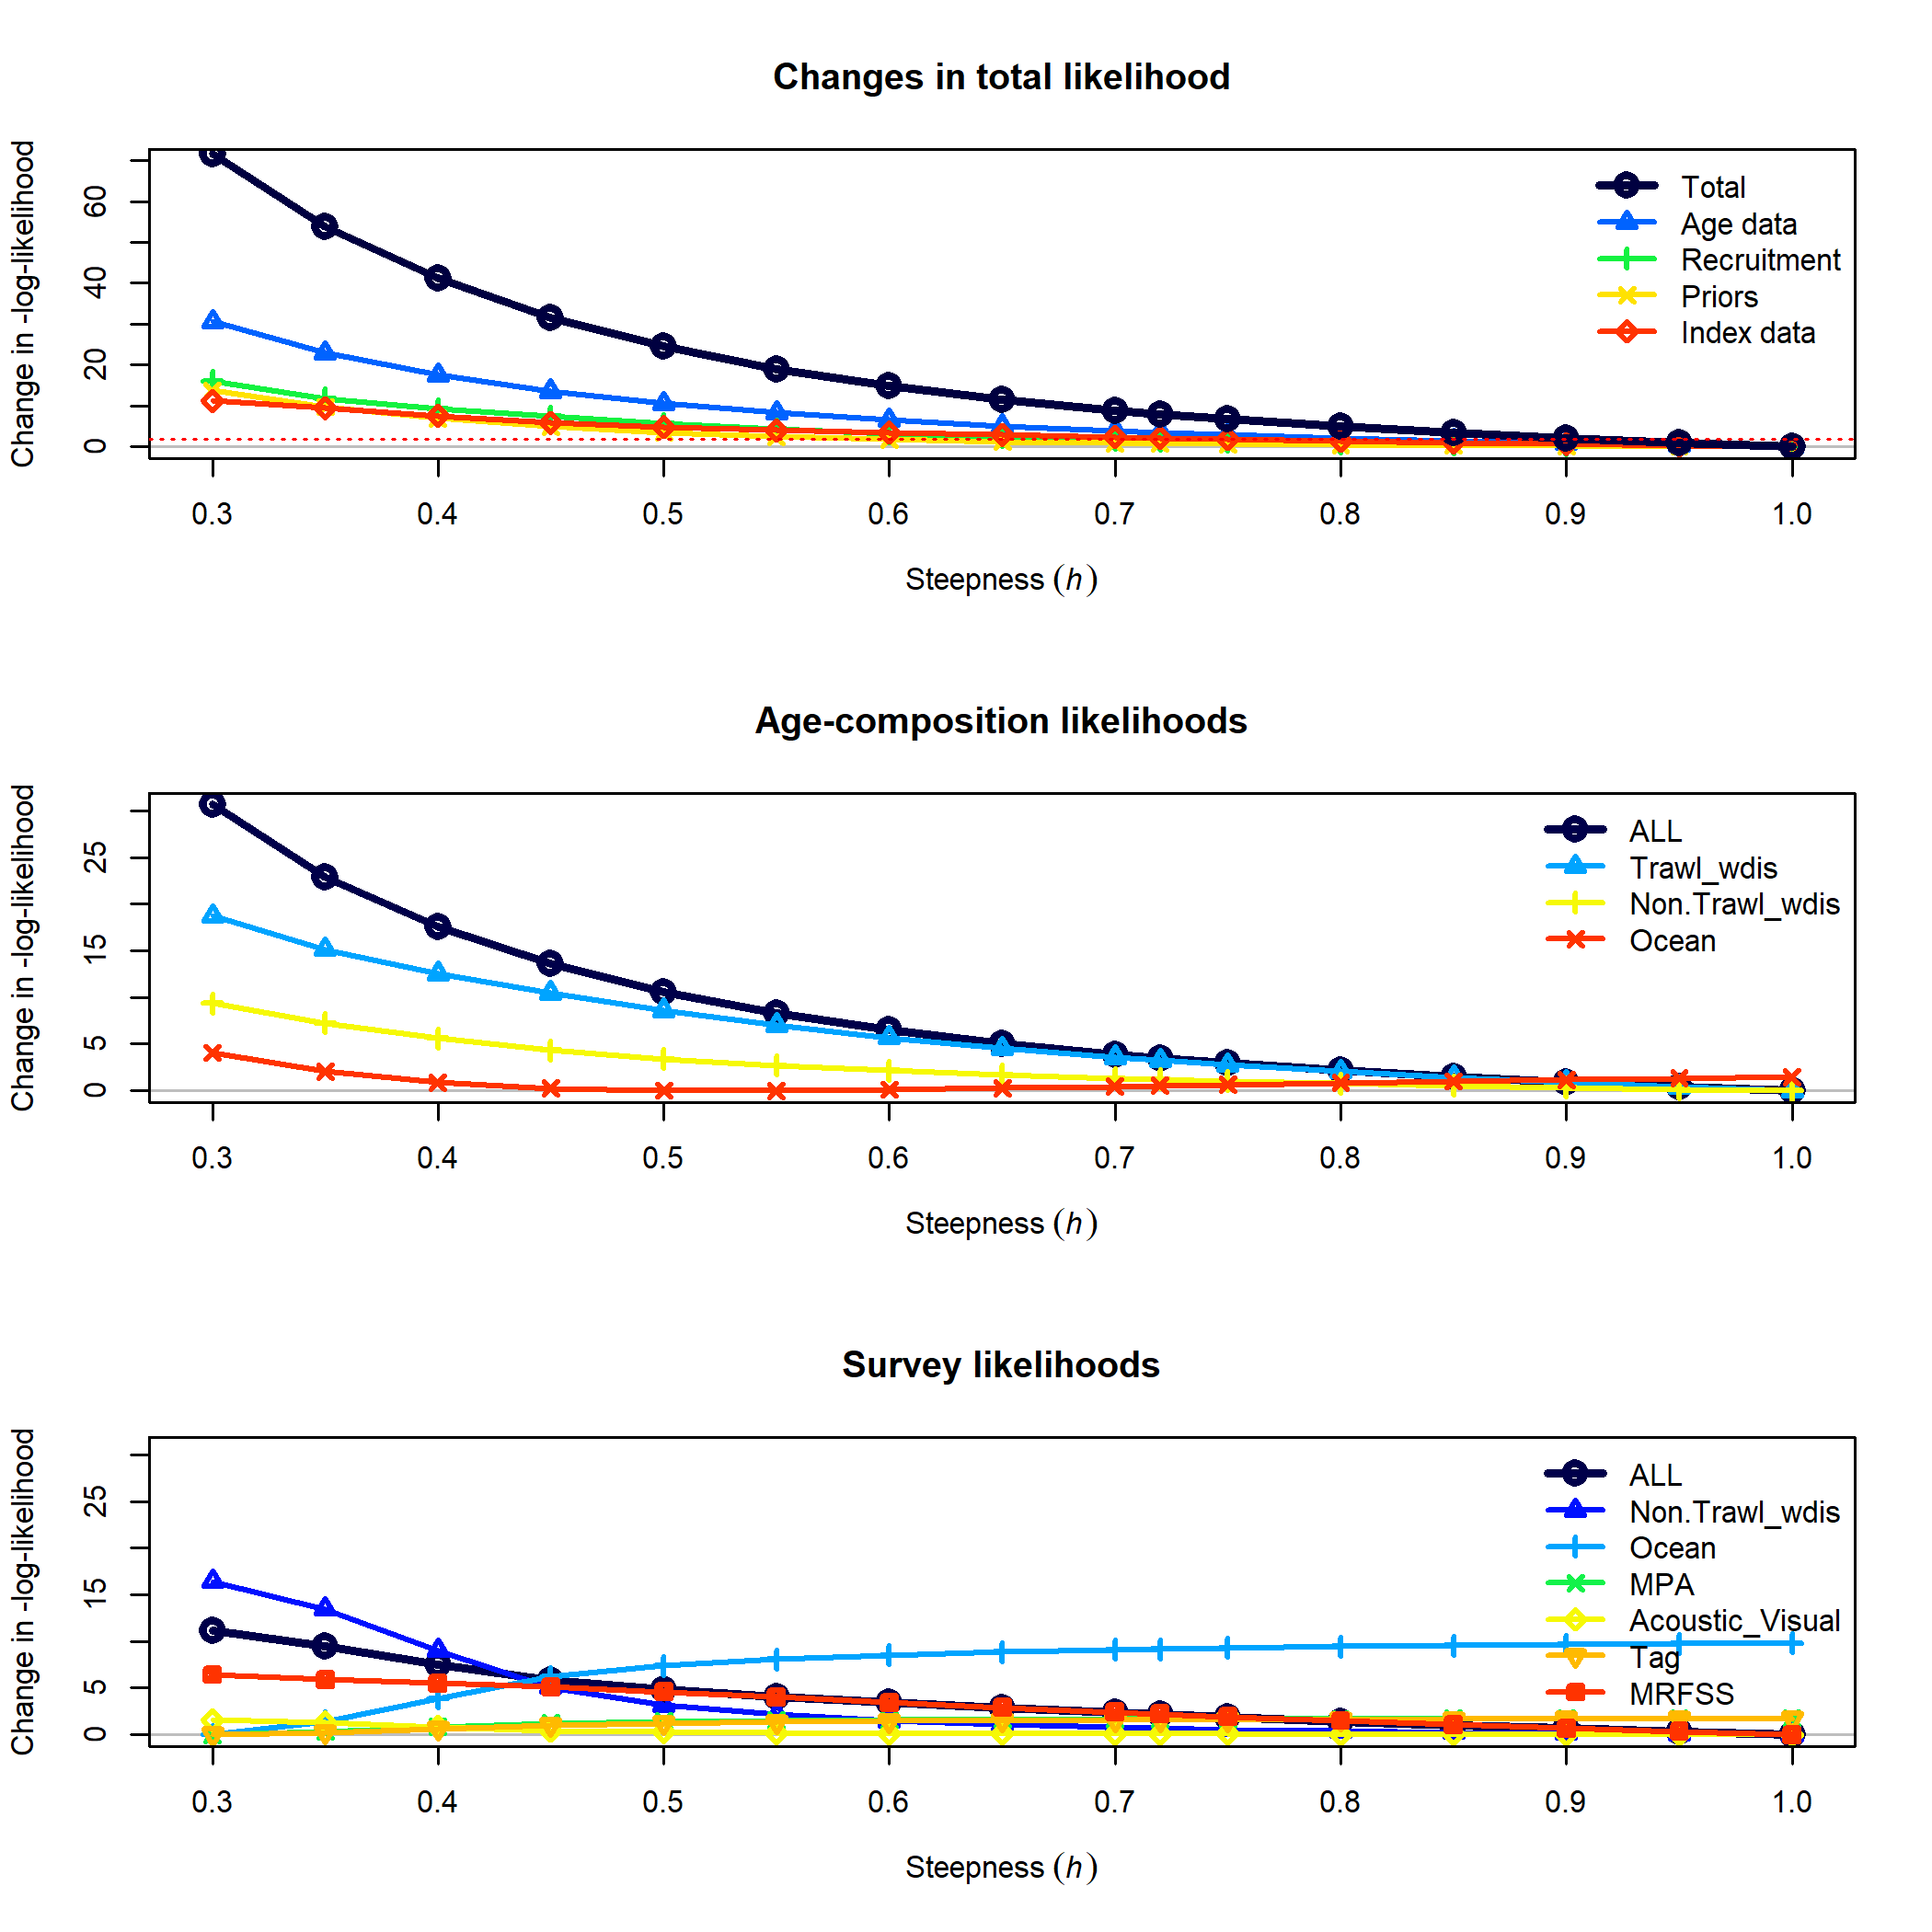 Changes in total likelihood
Change in -log-likelihood
0 20 40 60
Total
Age data
Recruitment
Priors
Index data
0.3 0.4 0.5 0.6 0.7 0.8 0.9 1.0
Steepness (h)
Age-composition likelihoods
Change in -log-likelihood
0 5 15 25
ALL
Trawl_wdis
Non.Trawl_wdis
Ocean
0.3 0.4 0.5 0.6 0.7 0.8 0.9 1.0
Steepness (h)
Survey likelihoods
Change in -log-likelihood
0 5 15 25
ALL
Non.Trawl_wdis
Ocean
MPA
Acoustic_Visual
Tag
MRFSS
0.3 0.4 0.5 0.6 0.7 0.8 0.9 1.0
Steepness (h)